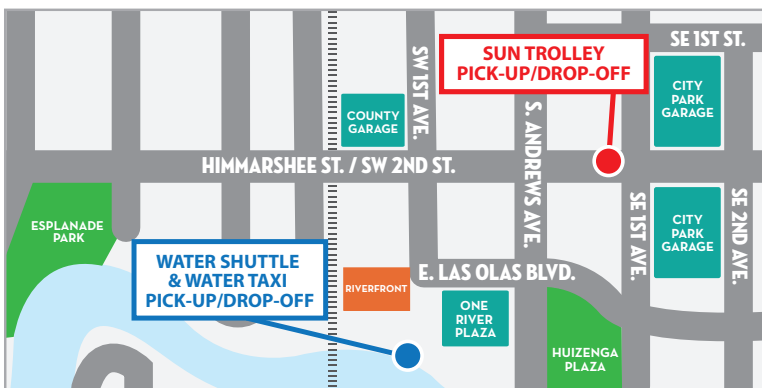 SE 1ST ST.
SUN TROLLEY
PICK-UP/DROP-OFF
SW 1ST AVE.
CITY
PARK
GARAGE
COUNTY
GARAGE
S. ANDREWS AVE.
HIMMARSHEE ST. / SW 2ND ST.
ESPLANADE
PARK
SE 1ST AVE.
CITY
PARK
GARAGE
SE 2ND AVE.
WATER SHUTTLE
& WATER TAXI
PICK-UP/DROP-OFF
E. LAS OLAS BLVD.
RIVERFRONT
ONE
RIVER
PLAZA
HUIZENGA
PLAZA